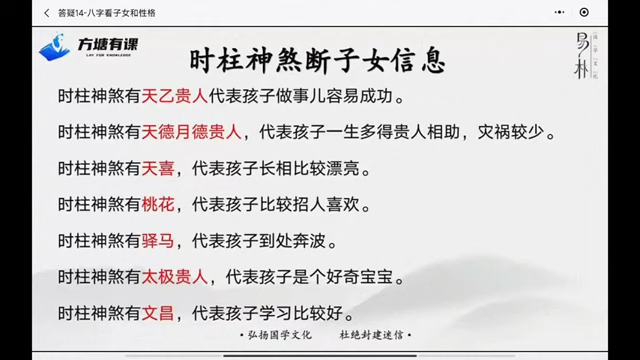 答疑14-八字看子女和性格
方塘有课
LAY FOR KNOWLEDGE
时柱神煞断子女信息
易朴
时柱神煞有天乙贵人代表孩子做事儿容易成功。
时柱神煞有天德月德贵人，代表孩子一生多得贵人相助，灾祸较少。
时柱神煞有天喜，代表孩子长相比较漂亮。
时柱神煞有桃花，代表孩子比较招人喜欢。
时柱神煞有驿马，代表孩子到处奔波。
时柱神煞有太极贵人，代表孩子是个好奇宝宝。
时柱神煞有文昌，代表孩子学习比较好。
·弘扬国学文化 杜绝封建迷信·